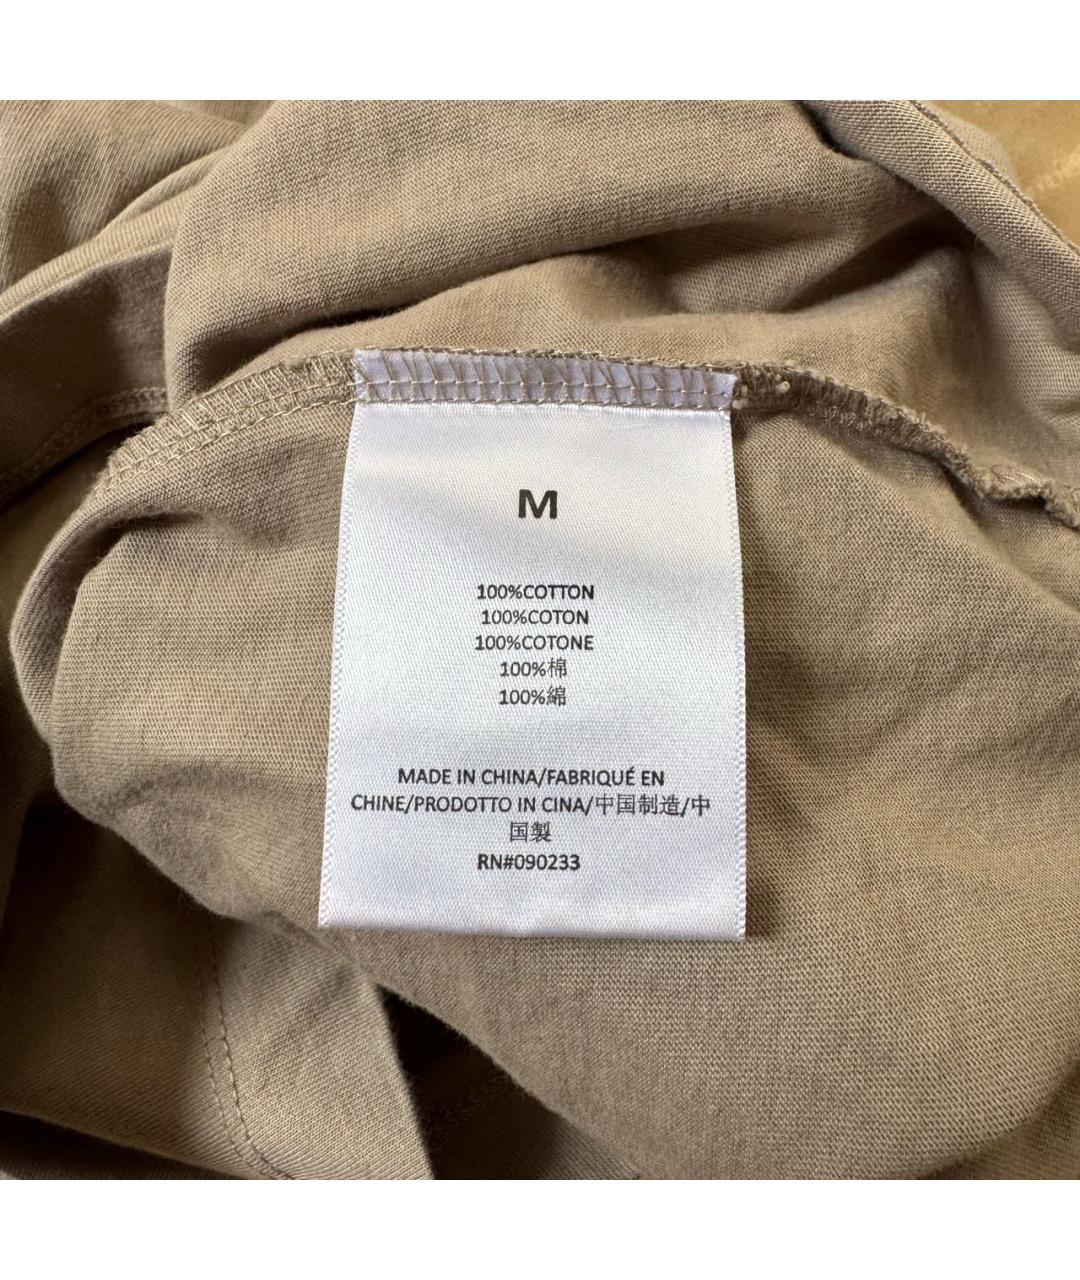 M
100%COTTON
100%COTON
100%COTONE
100%棉
100%綿
MADE IN CHINA/FABRIQUÉ EN
CHINE/PRODOTTO IN CINA/中国制造/中
国製
RN#090233